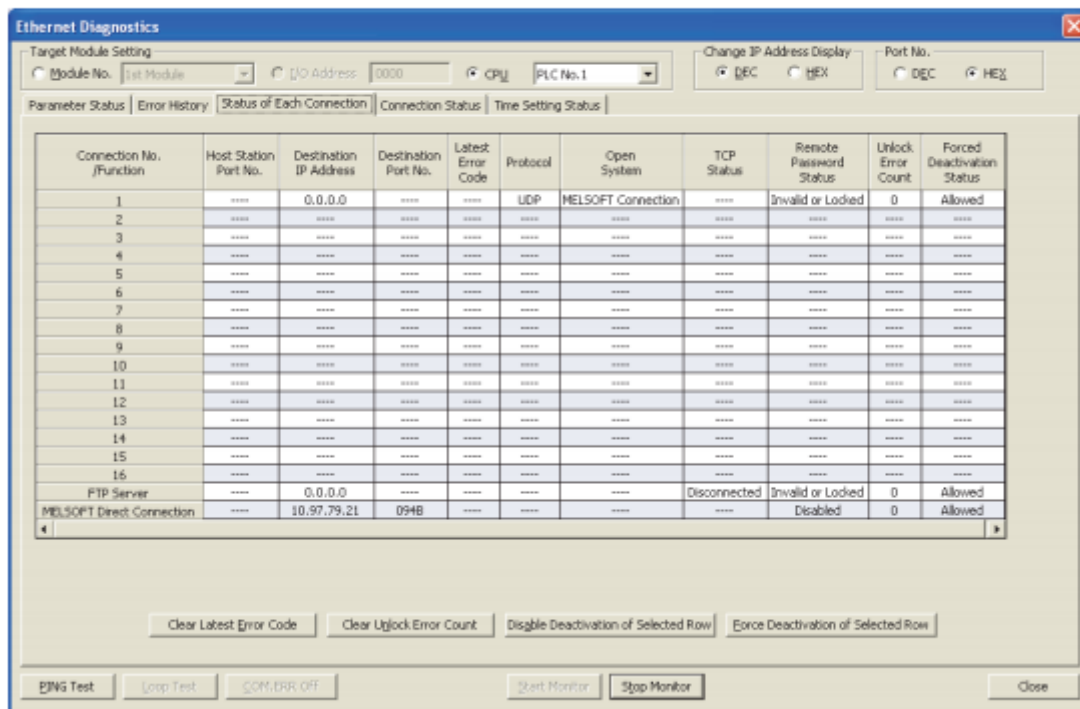 Ethernet Diagnostics
Target Module Setting
Module No. 1st Module I/O Address 0000 CPU PLC No.1
Change IP Address Display
DEC HEX
Port No.
DEC HEX
Parameter Status Error History Status of Each Connection Connection Status Time Setting Status
Connection No. /Function Host Station Port No. Destination IP Address Destination Port No. Latest Error Code Protocol Open System TCP Status Remote Password Status Unlock Error Count Forced Deactivation Status
1 ---- 0.0.0.0 ---- ---- UDP MELSOFT Connection ---- Invalid or Locked 0 Allowed
2 ---- ---- ---- ---- ---- ---- ---- ---- ---- ----
3 ---- ---- ---- ---- ---- ---- ---- ---- ---- ----
4 ---- ---- ---- ---- ---- ---- ---- ---- ---- ----
5 ---- ---- ---- ---- ---- ---- ---- ---- ---- ----
6 ---- ---- ---- ---- ---- ---- ---- ---- ---- ----
7 ---- ---- ---- ---- ---- ---- ---- ---- ---- ----
8 ---- ---- ---- ---- ---- ---- ---- ---- ---- ----
9 ---- ---- ---- ---- ---- ---- ---- ---- ---- ----
10 ---- ---- ---- ---- ---- ---- ---- ---- ---- ----
11 ---- ---- ---- ---- ---- ---- ---- ---- ---- ----
12 ---- ---- ---- ---- ---- ---- ---- ---- ---- ----
13 ---- ---- ---- ---- ---- ---- ---- ---- ---- ----
14 ---- ---- ---- ---- ---- ---- ---- ---- ---- ----
15 ---- ---- ---- ---- ---- ---- ---- ---- ---- ----
16 ---- ---- ---- ---- ---- ---- ---- ---- ---- ----
FTP Server ---- 0.0.0.0 ---- ---- ---- ---- Disconnected Invalid or Locked 0 Allowed
MELSOFT Direct Connection ---- 10.97.79.21 094B ---- ---- ---- ---- Disabled 0 Allowed
Clear Latest Error Code Clear Unlock Error Count Disable Deactivation of Selected Row Force Deactivation of Selected Row
PING Test Loop Test COM.ERR OFF Start Monitor Stop Monitor Close